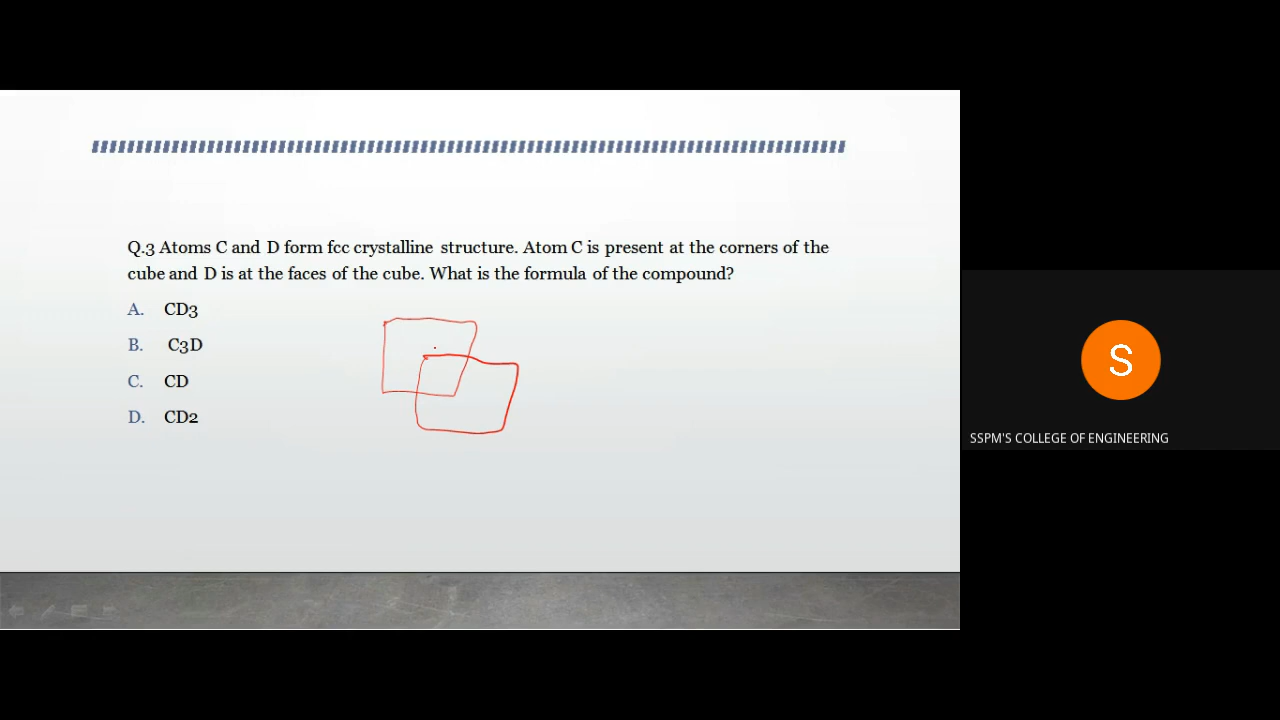 Q.3 Atoms C and D form fcc crystalline structure. Atom C is present at the corners of the
cube and D is at the faces of the cube. What is the formula of the compound?
A. CD3
B. C3D
C. CD
D. CD2
S
SSPM'S COLLEGE OF ENGINEERING